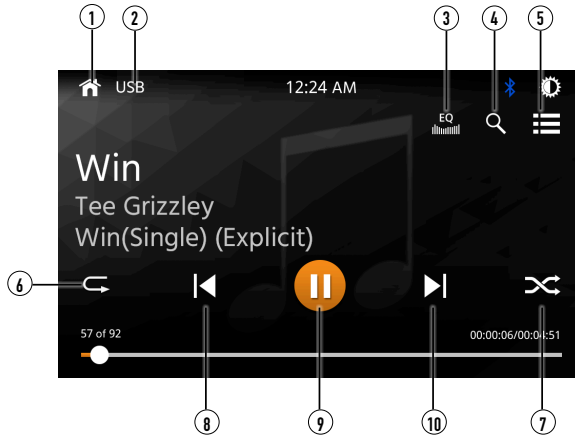 1 2 3 4 5
USB 12:24 AM
EQ
Win
Tee Grizzley
Win(Single) (Explicit)
6
57 of 92 00:00:06/00:04:51
8 9 10 7